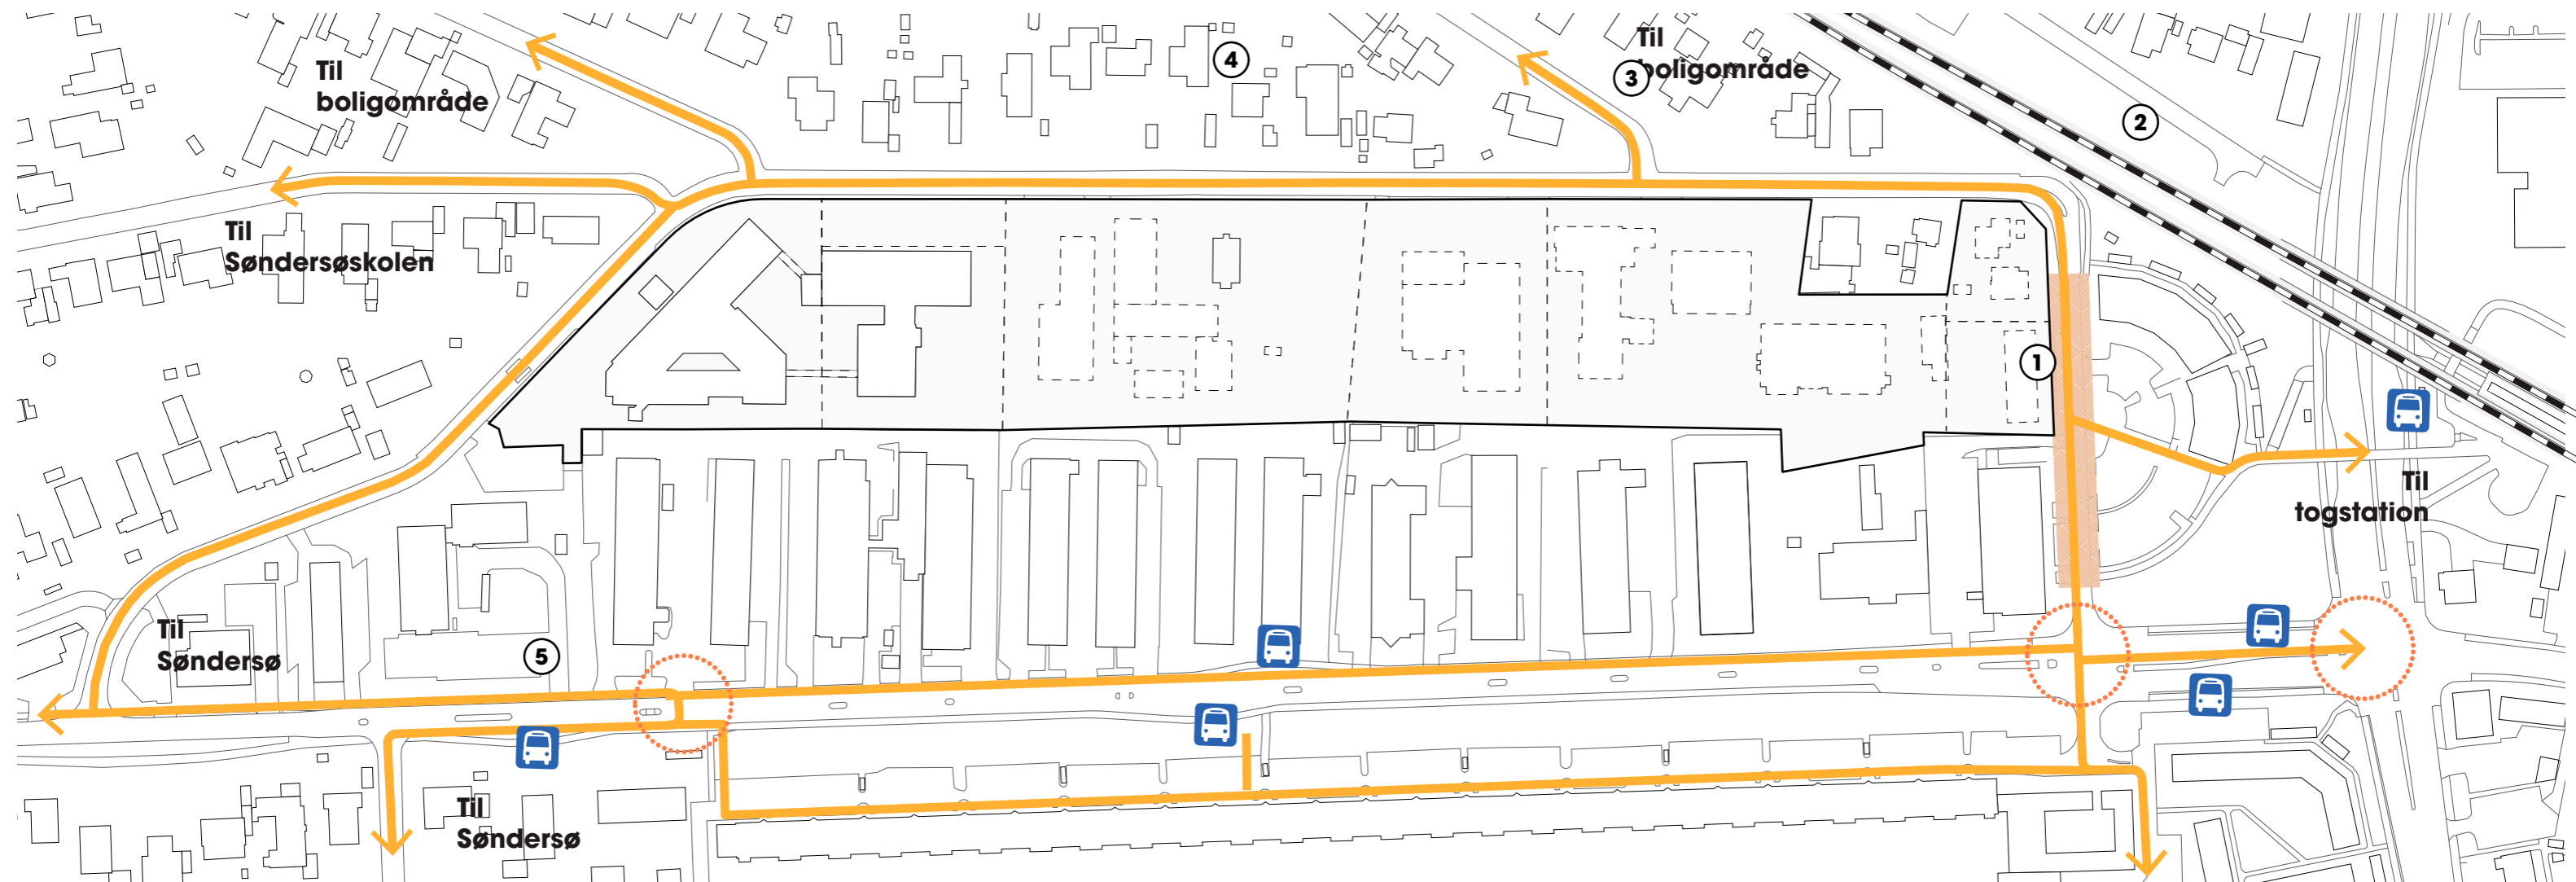 Til
boligområde
4
Til
3
boligområde
2
Til
Søndersøskolen
1
Til
togstation
Til
Søndersø
5
Til
Søndersø